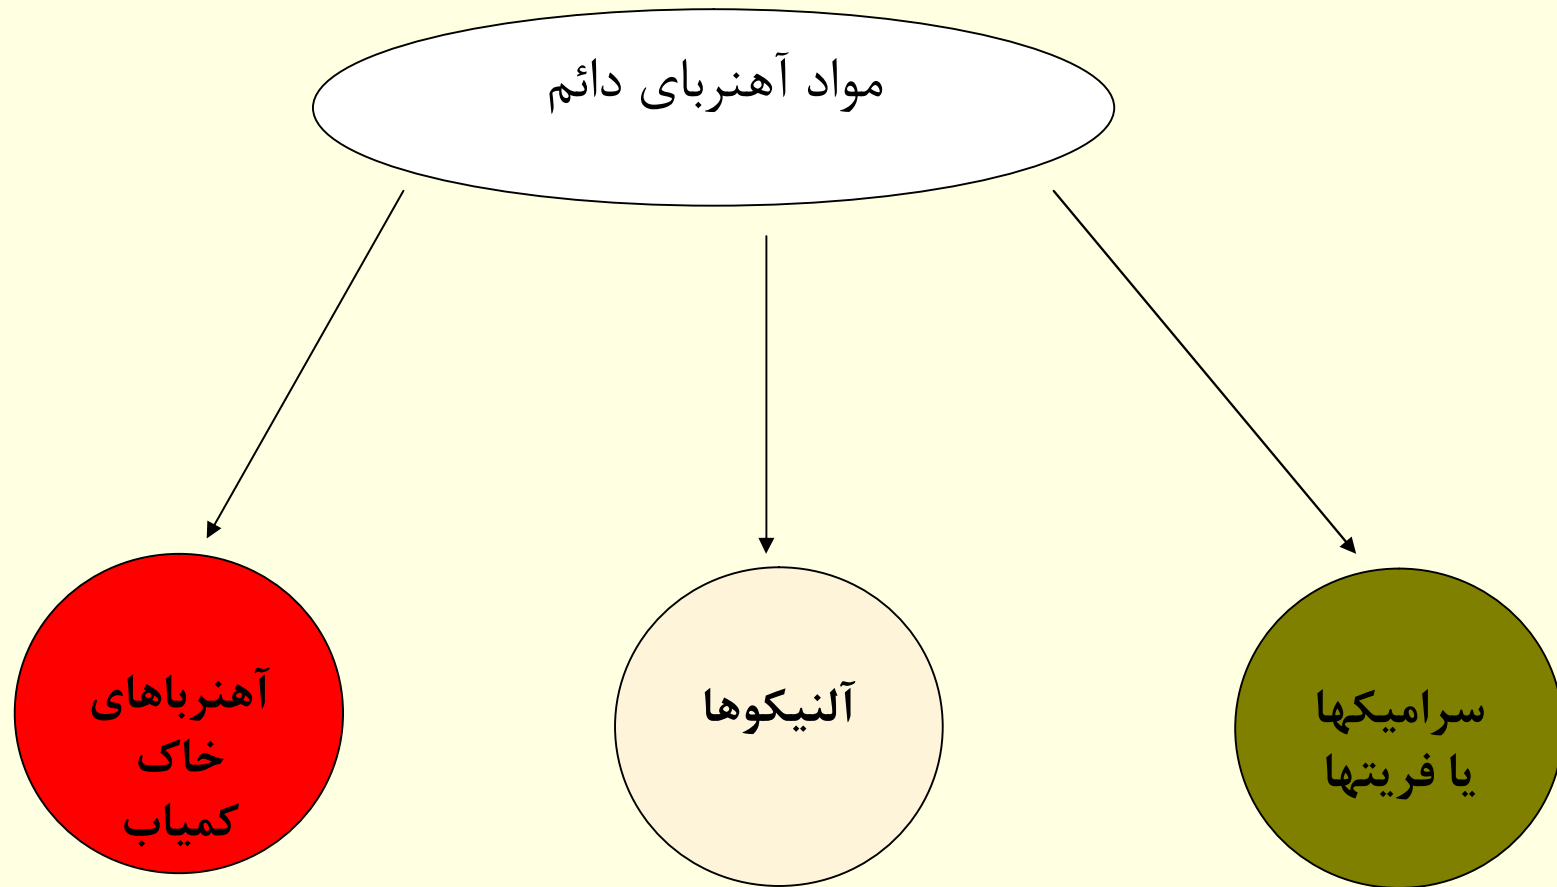 مواد آهنربای دائم
سرامیکها
یا فریتها
آلنیکوها
آهنرباهای
خاک
کمیاب